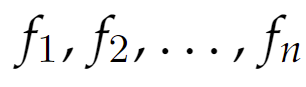 f₁, f₂, . . . , fₙ